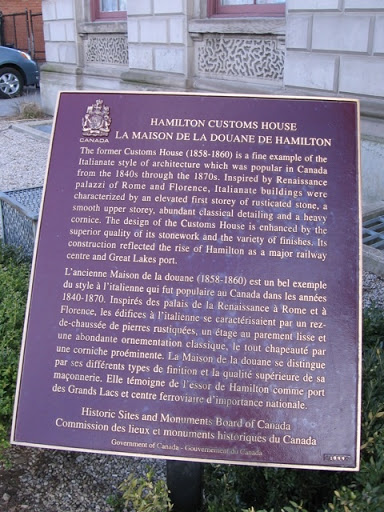 CANADA
HAMILTON CUSTOMS HOUSE
LA MAISON DE LA DOUANE DE HAMILTON
The former Customs House (1858-1860) is a fine example of the
Italianate style of architecture which was popular in Canada
from the 1840s through the 1870s. Inspired by Renaissance
palazzi of Rome and Florence, Italianate buildings were
characterized by an elevated first storey of rusticated stone, a
smooth upper storey, abundant classical detailing and a heavy
cornice. The design of the Customs House is enhanced by the
superior quality of its stonework and the variety of finishes. Its
construction reflected the rise of Hamilton as a major railway
centre and Great Lakes port.
L'ancienne Maison de la douane (1858-1860) est un bel exemple
du style à l'italienne qui fut populaire au Canada dans les années
1840-1870. Inspirés des palais de la Renaissance à Rome et à
Florence, les édifices à l'italienne se caractérisaient par un rez-
de-chaussée de pierres rustiquées, un étage au parement lisse et
une abondante ornementation classique, le tout chapeauté par
une corniche proéminente. La Maison de la douane se distingue
par ses différents types de finition et la qualité supérieure de sa
maçonnerie. Elle témoigne de l'essor de Hamilton comme port
des Grands Lacs et centre ferroviaire d'importance nationale.
Historic Sites and Monuments Board of Canada
Commission des lieux et monuments historiques du Canada
Government of Canada - Gouvernement du Canada